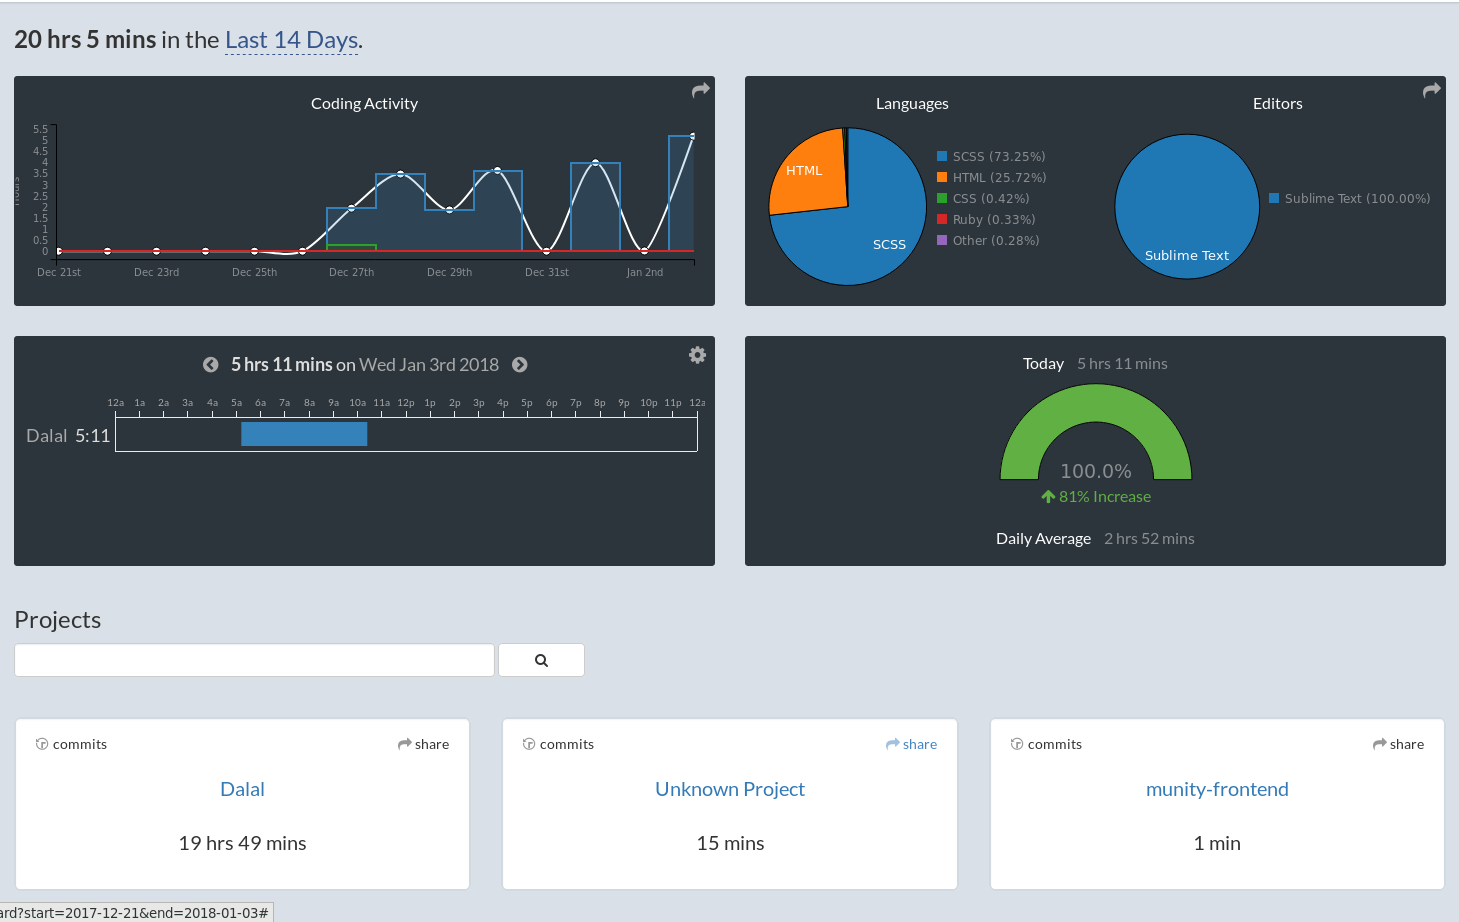 20 hrs 5 mins in the Last 14 Days.
Coding Activity
5.5
5
4.5
4
3.5
3
2.5
2
1.5
1
0.5
0
Dec 21st Dec 23rd Dec 25th Dec 27th Dec 29th Dec 31st Jan 2nd
Languages
HTML
SCSS
SCSS (73.25%)
HTML (25.72%)
CSS (0.42%)
Ruby (0.33%)
Other (0.28%)
Editors
Sublime Text
Sublime Text (100.00%)
5 hrs 11 mins on Wed Jan 3rd 2018
12a 1a 2a 3a 4a 5a 6a 7a 8a 9a 10a 11a 12p 1p 2p 3p 4p 5p 6p 7p 8p 9p 10p 11p 12a
Dalal 5:11
Today 5 hrs 11 mins
100.0%
81% Increase
Daily Average 2 hrs 52 mins
Projects
commits share
Dalal
19 hrs 49 mins
commits share
Unknown Project
15 mins
commits share
munity-frontend
1 min
ard?start=2017-12-21&end=2018-01-03#